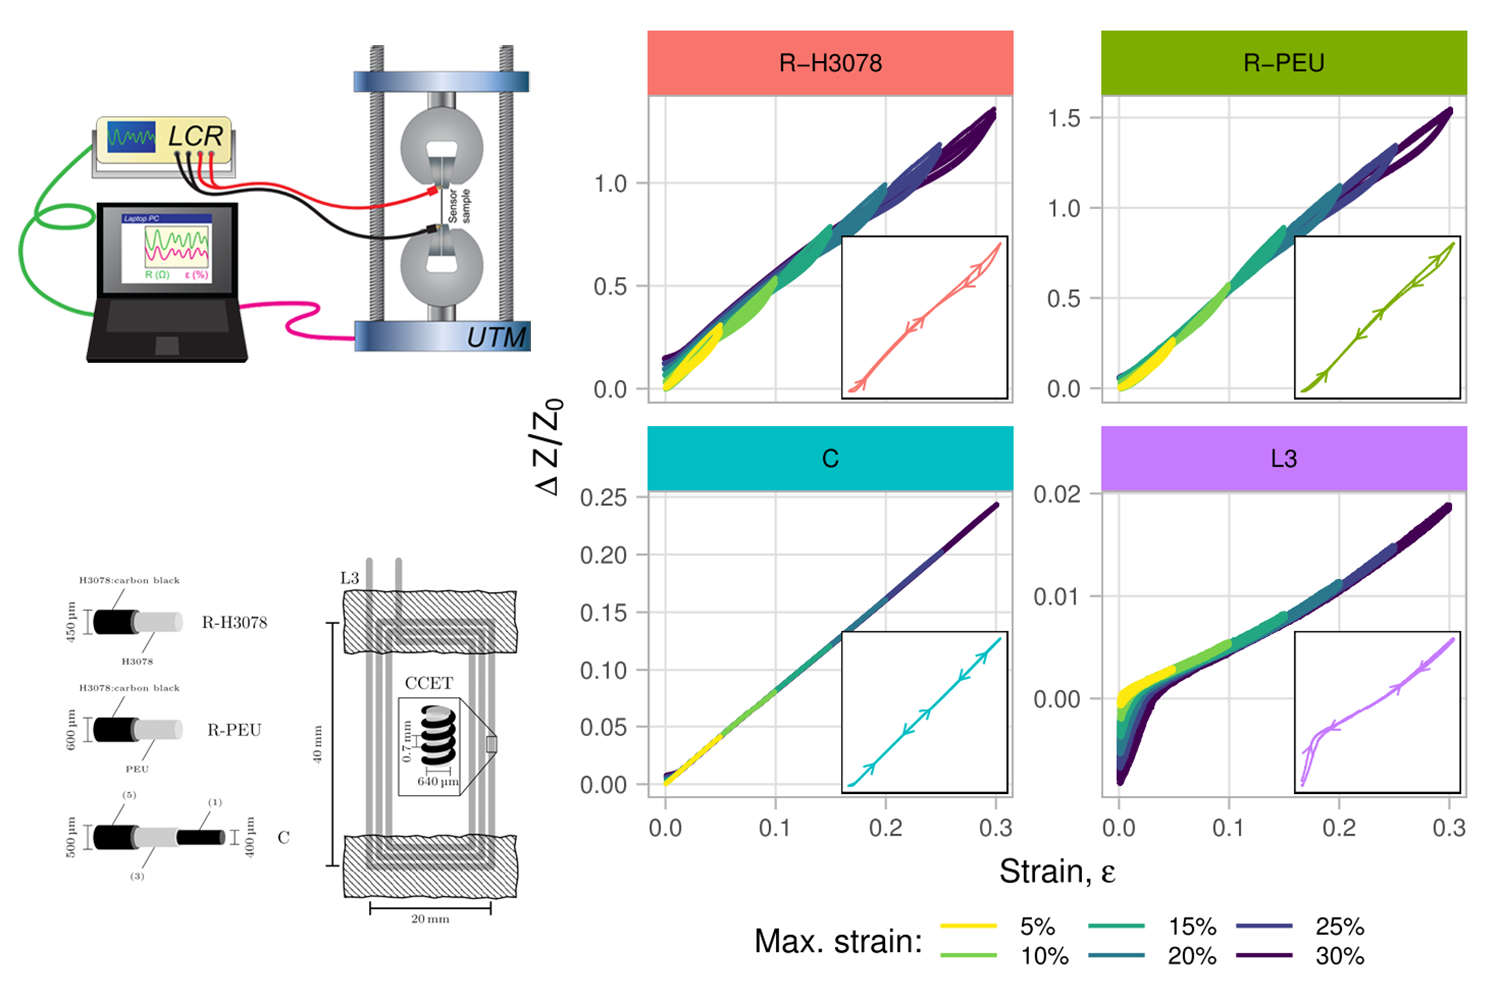 LCR
Laptop PC
R (Ω) ε (%)
Sensor
sample
UTM
H3078:carbon black
450 µm
R-H3078
H3078
H3078:carbon black
600 µm
R-PEU
PEU
(5)
(1)
500 µm
400 µm
C
(3)
L3
40 mm
CCET
0.7 mm
640 µm
20 mm
Δ Z/Z0
R−H3078
1.0
0.5
0.0
R−PEU
1.5
1.0
0.5
0.0
C
0.25
0.20
0.15
0.10
0.05
0.00
0.0 0.1 0.2 0.3
L3
0.02
0.01
0.00
0.0 0.1 0.2 0.3
Strain, ε
Max. strain:
5% 15% 25%
10% 20% 30%